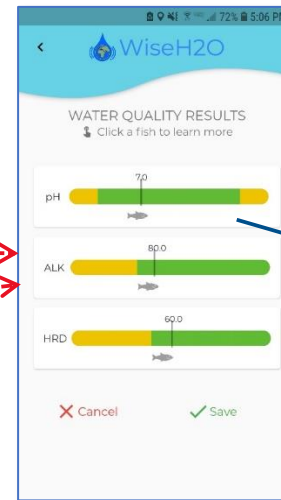 72% 5:06 PM
WiseH2O
WATER QUALITY RESULTS
Click a fish to learn more
7.0
pH
80.0
ALK
60.0
HRD
Cancel
Save